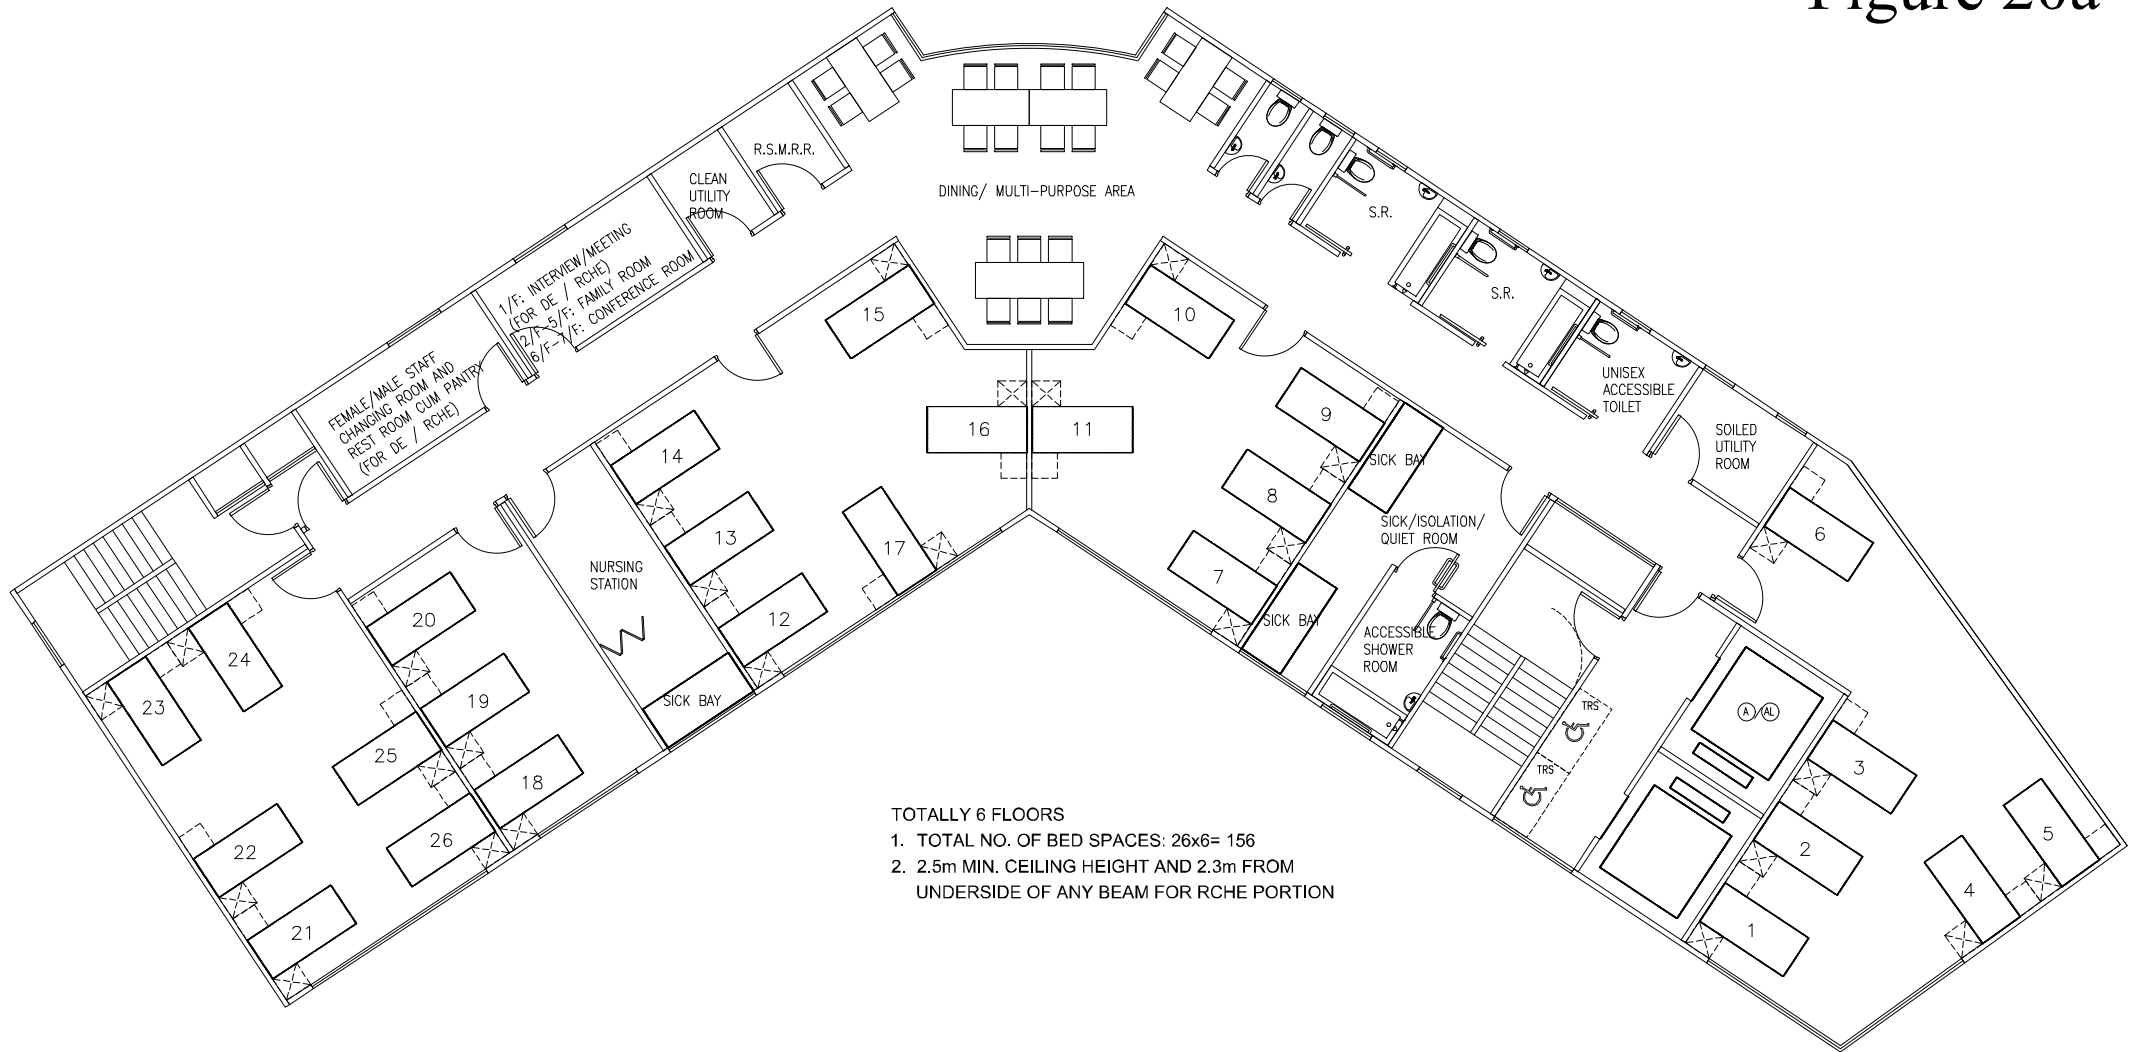 Figure 20a
R.S.M.R.R.
CLEAN
UTILITY
ROOM
DINING/ MULTI-PURPOSE AREA
S.R.
S.R.
UNISEX
ACCESSIBLE
TOILET
SOILED
UTILITY
ROOM
1/F: INTERVIEW/MEETING
(FOR DE / RCHE)
2/F-5/F: FAMILY ROOM
6/F-7/F: CONFERENCE ROOM
FEMALE/MALE STAFF
CHANGING ROOM AND
REST ROOM CUM PANTRY
(FOR DE / RCHE)
15
10
16
11
9
SICK BAY
14
8
6
13
17
SICK/ISOLATION/
QUIET ROOM
NURSING
STATION
7
12
SICK BAY
ACCESSIBLE
SHOWER
ROOM
20
24
23
19
SICK BAY
25
18
26
22
21
TRS
TRS
A/AL
3
2
1
5
4
TOTALLY 6 FLOORS
1. TOTAL NO. OF BED SPACES: 26x6= 156
2. 2.5m MIN. CEILING HEIGHT AND 2.3m FROM
UNDERSIDE OF ANY BEAM FOR RCHE PORTION